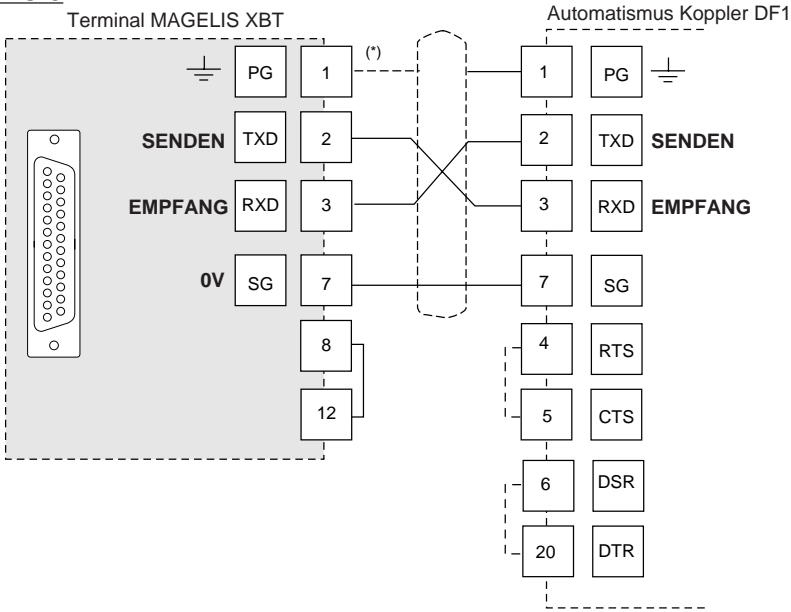 Terminal MAGELIS XBT
Automatismus Koppler DF1
PG 1 (*) 1 PG
SENDEN TXD 2 2 TXD SENDEN
EMPFANG RXD 3 3 RXD EMPFANG
0V SG 7 7 SG
8 4 RTS
12 5 CTS
6 DSR
20 DTR